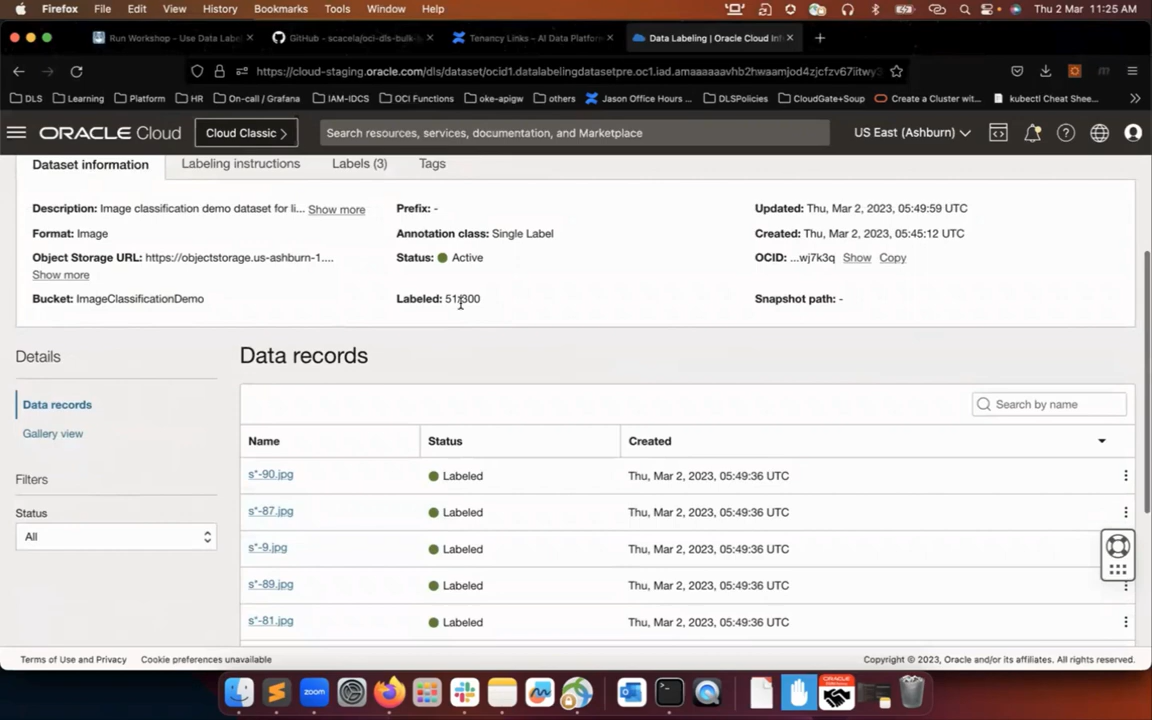 Firefox File Edit View History Bookmarks Tools Window Help Thu 2 Mar 11:25 AM
Run Workshop - Use Data Label GitHub - scacela/oci-dls-bulk- Tenancy Links – AI Data Platform Data Labeling | Oracle Cloud Inf
https://cloud-staging.oracle.com/dls/dataset/ocid1.datalabelingdatasetpre.oc1.iad.amaaaaaavhb2hwaamjod4zjcfzv67iitwy3
DLS Learning Platform HR On-call / Grafana IAM-IDCS OCI Functions oke-apigw others Jason Office Hours ... DLSPolicies CloudGate+Soup Create a Cluster wit... kubectl Cheat Shee...
ORACLE Cloud Cloud Classic Search resources, services, documentation, and Marketplace US East (Ashburn)
Dataset information Labeling instructions Labels (3) Tags
Description: Image classification demo dataset for li... Show more Prefix: - Updated: Thu, Mar 2, 2023, 05:49:59 UTC
Format: Image Annotation class: Single Label Created: Thu, Mar 2, 2023, 05:45:12 UTC
Object Storage URL: https://objectstorage.us-ashburn-1.... Status: Active OCID: ...wj7k3q Show Copy
Show more
Bucket: ImageClassificationDemo Labeled: 51/300 Snapshot path: -
Details Data records
Data records Search by name
Gallery view Name Status Created
Filters s*-90.jpg Labeled Thu, Mar 2, 2023, 05:49:36 UTC
Status s*-87.jpg Labeled Thu, Mar 2, 2023, 05:49:36 UTC
All s*-9.jpg Labeled Thu, Mar 2, 2023, 05:49:36 UTC
s*-89.jpg Labeled Thu, Mar 2, 2023, 05:49:36 UTC
s*-81.jpg Labeled Thu, Mar 2, 2023, 05:49:36 UTC
Terms of Use and Privacy Cookie preferences unavailable Copyright © 2023, Oracle and/or its affiliates. All rights reserved.
zoom